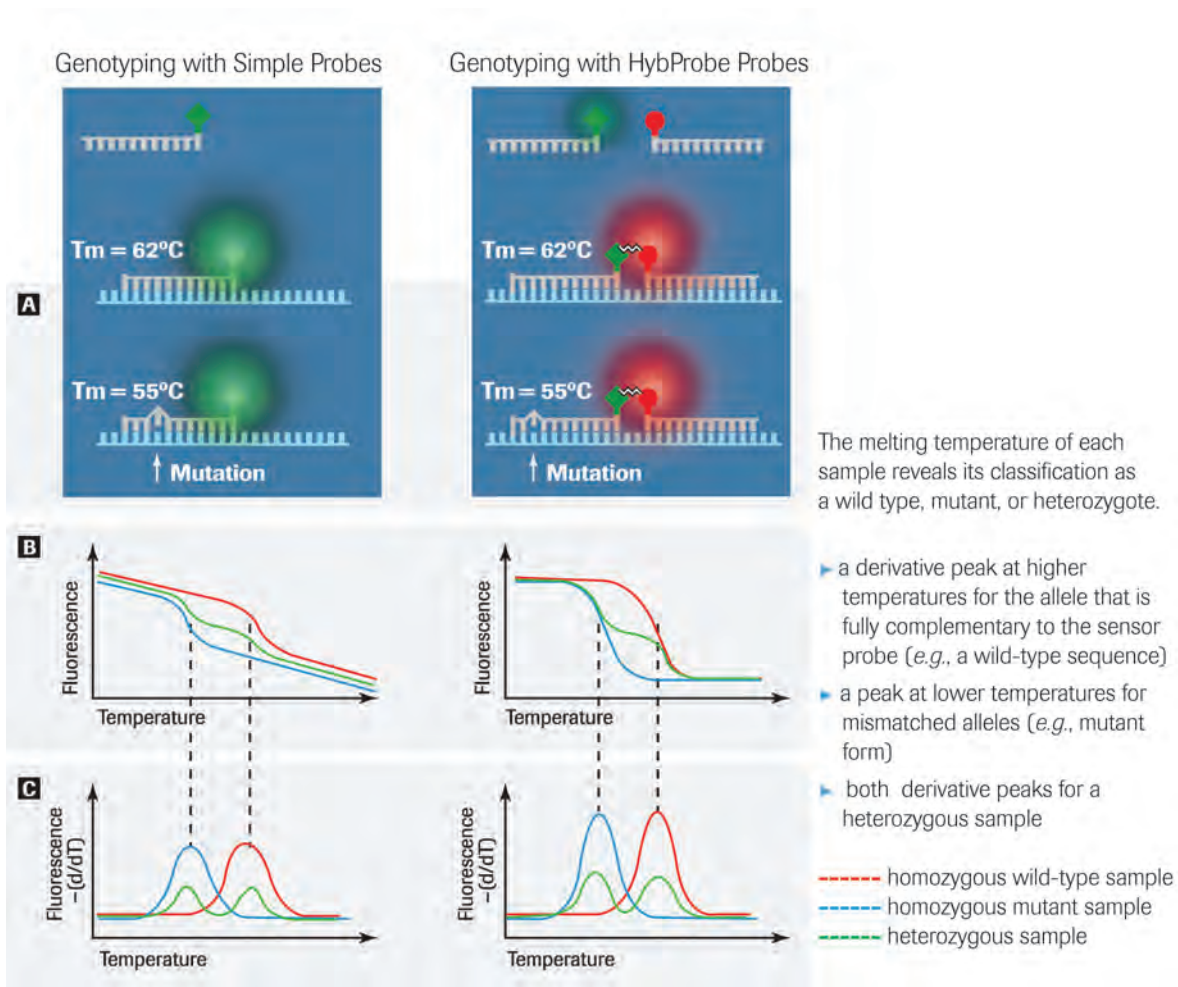 Genotyping with Simple Probes
Genotyping with HybProbe Probes
A
Tm = 62ºC
Tm = 55ºC
Mutation
Tm = 62ºC
Tm = 55ºC
Mutation
The melting temperature of each
sample reveals its classification as
a wild type, mutant, or heterozygote.
B
Fluorescence
Temperature
Fluorescence
Temperature
a derivative peak at higher
temperatures for the allele that is
fully complementary to the sensor
probe (e.g., a wild-type sequence)
a peak at lower temperatures for
mismatched alleles (e.g., mutant
form)
both derivative peaks for a
heterozygous sample
C
Fluorescence
–(d/dT)
Temperature
Fluorescence
–(d/dT)
Temperature
homozygous wild-type sample
homozygous mutant sample
heterozygous sample